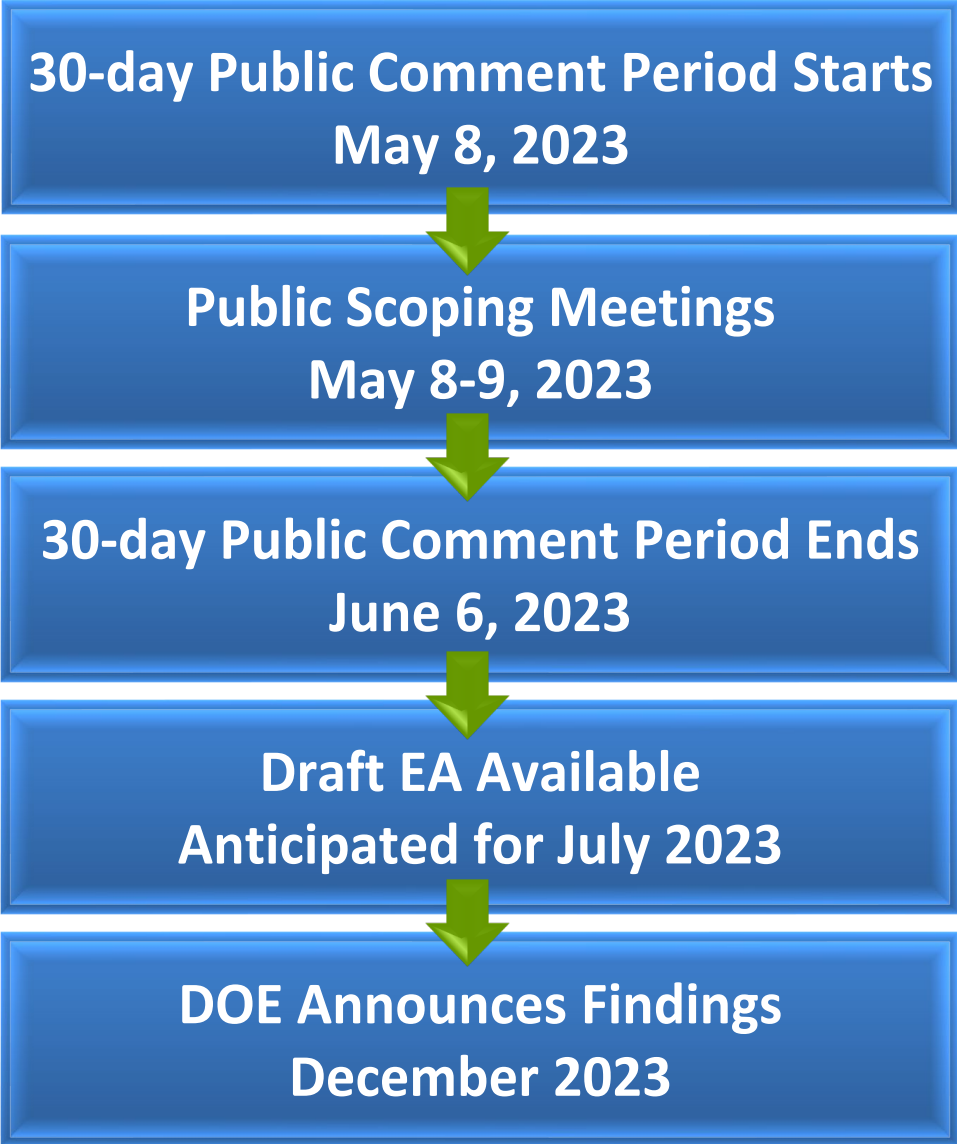 30-day Public Comment Period Starts
May 8, 2023
Public Scoping Meetings
May 8-9, 2023
30-day Public Comment Period Ends
June 6, 2023
Draft EA Available
Anticipated for July 2023
DOE Announces Findings
December 2023